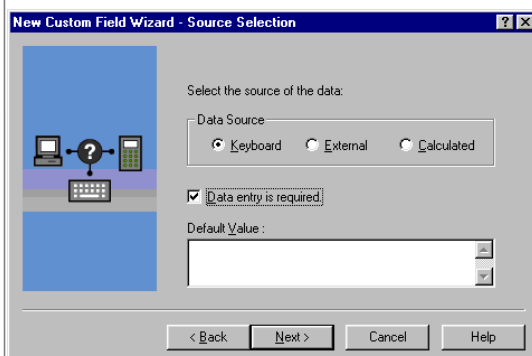 New Custom Field Wizard - Source Selection
Select the source of the data:
Data Source
Keyboard External Calculated
Data entry is required.
Default Value :
< Back Next > Cancel Help